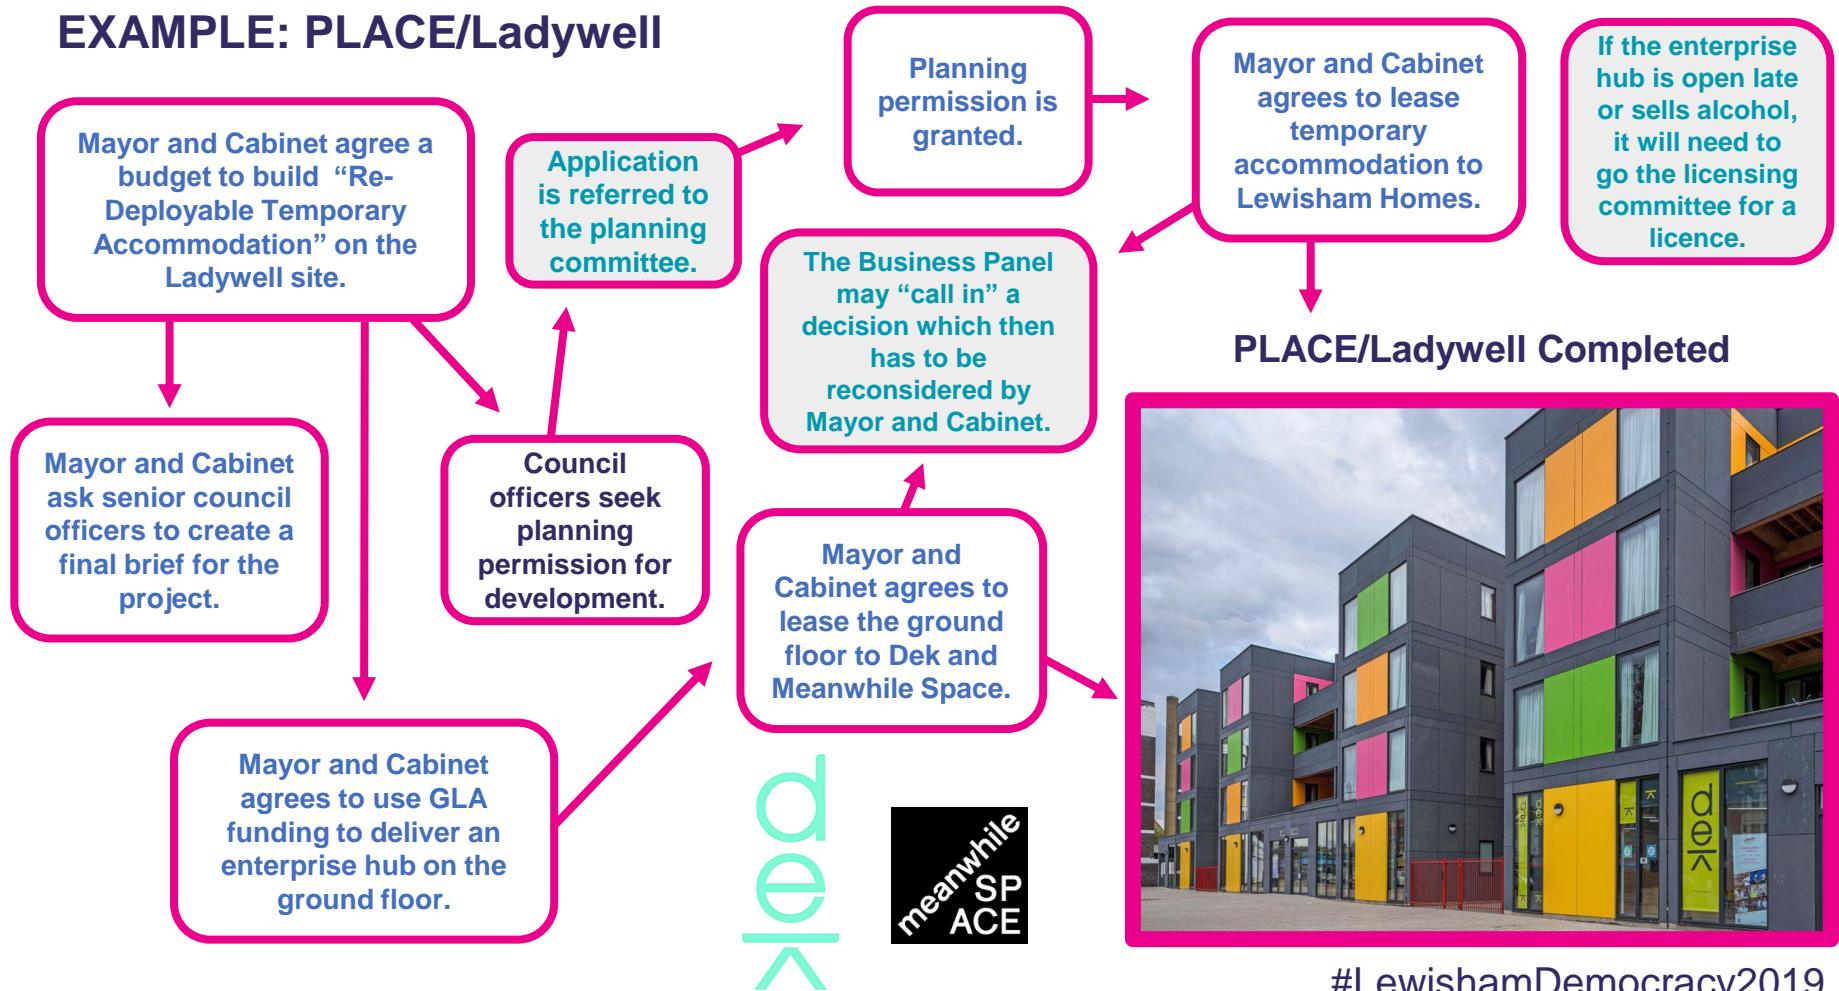 EXAMPLE: PLACE/Ladywell
Mayor and Cabinet agree a
budget to build “Re-
Deployable Temporary
Accommodation” on the
Ladywell site.
Mayor and Cabinet
ask senior council
officers to create a
final brief for the
project.
Mayor and Cabinet
agrees to use GLA
funding to deliver an
enterprise hub on the
ground floor.
Council
officers seek
planning
permission for
development.
Application
is referred to
the planning
committee.
Planning
permission is
granted.
Mayor and Cabinet
agrees to lease
temporary
accommodation to
Lewisham Homes.
If the enterprise
hub is open late
or sells alcohol,
it will need to
go the licensing
committee for a
licence.
The Business Panel
may “call in” a
decision which then
has to be
reconsidered by
Mayor and Cabinet.
Mayor and
Cabinet agrees to
lease the ground
floor to Dek and
Meanwhile Space.
dek
meanwhile
SP
ACE
PLACE/Ladywell Completed
dek
#LewishamDemocracy2019